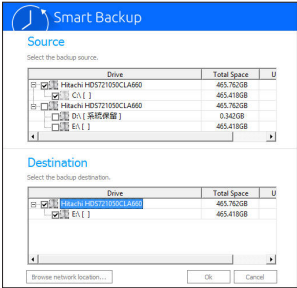 Smart Backup
Source
Select the backup source.
Drive Total Space U
Hitachi HDS721050CLA660 465.762GB
C:\ [ ] 465.418GB
Hitachi HDS721050CLA660 465.762GB
D:\ [ 系統保留 ] 0.342GB
E:\ [ ] 465.418GB
Destination
Select the backup destination.
Drive Total Space U
Hitachi HDS721050CLA660 465.762GB
E:\ [ ] 465.418GB
Browse network location... Ok Cancel